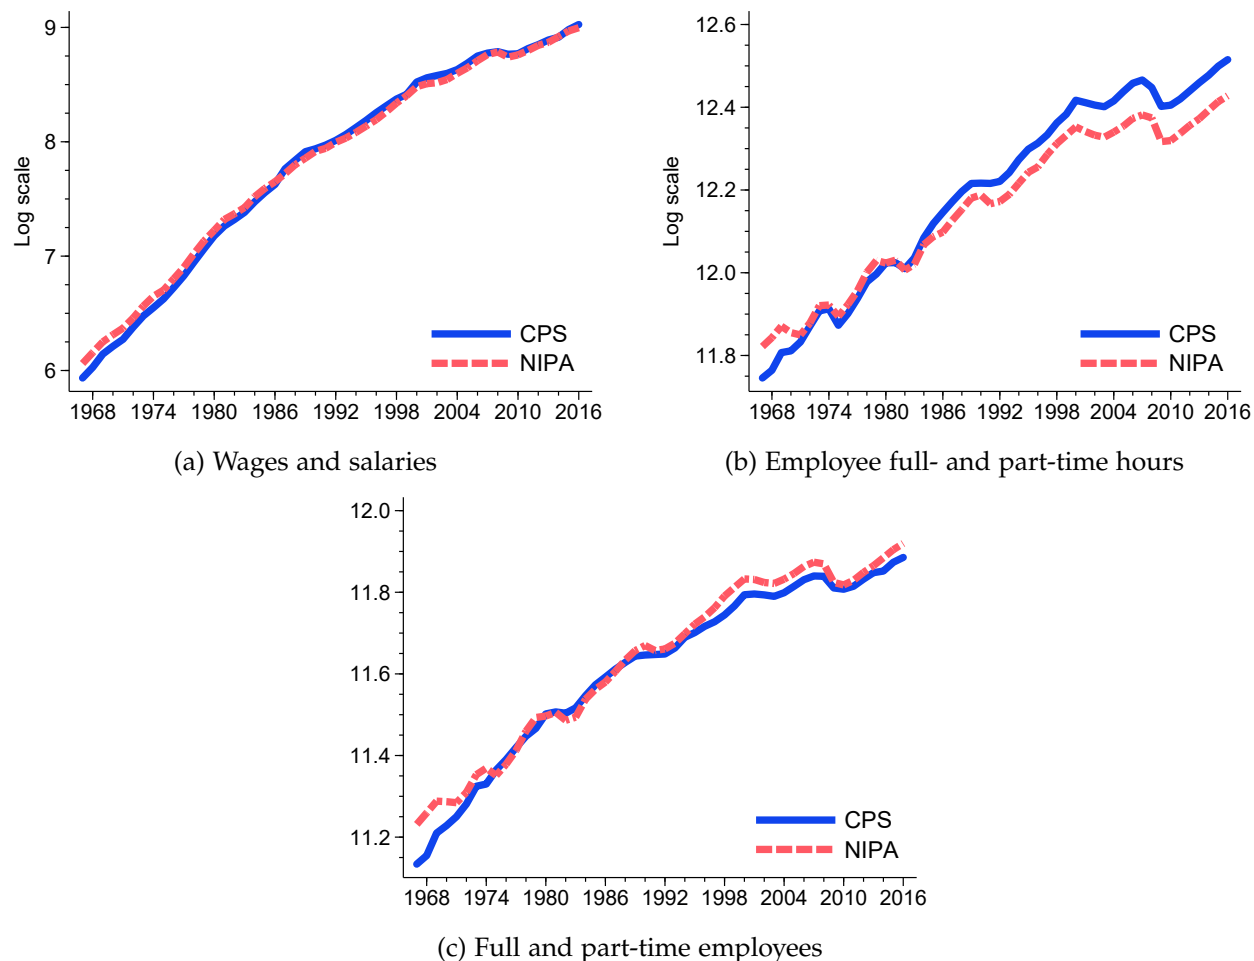 9
8
7
6
Log scale
CPS
NIPA
1968 1974 1980 1986 1992 1998 2004 2010 2016
(a) Wages and salaries
12.6
12.4
12.2
12.0
11.8
Log scale
CPS
NIPA
1968 1974 1980 1986 1992 1998 2004 2010 2016
(b) Employee full- and part-time hours
12.0
11.8
11.6
11.4
11.2
CPS
NIPA
1968 1974 1980 1986 1992 1998 2004 2010 2016
(c) Full and part-time employees